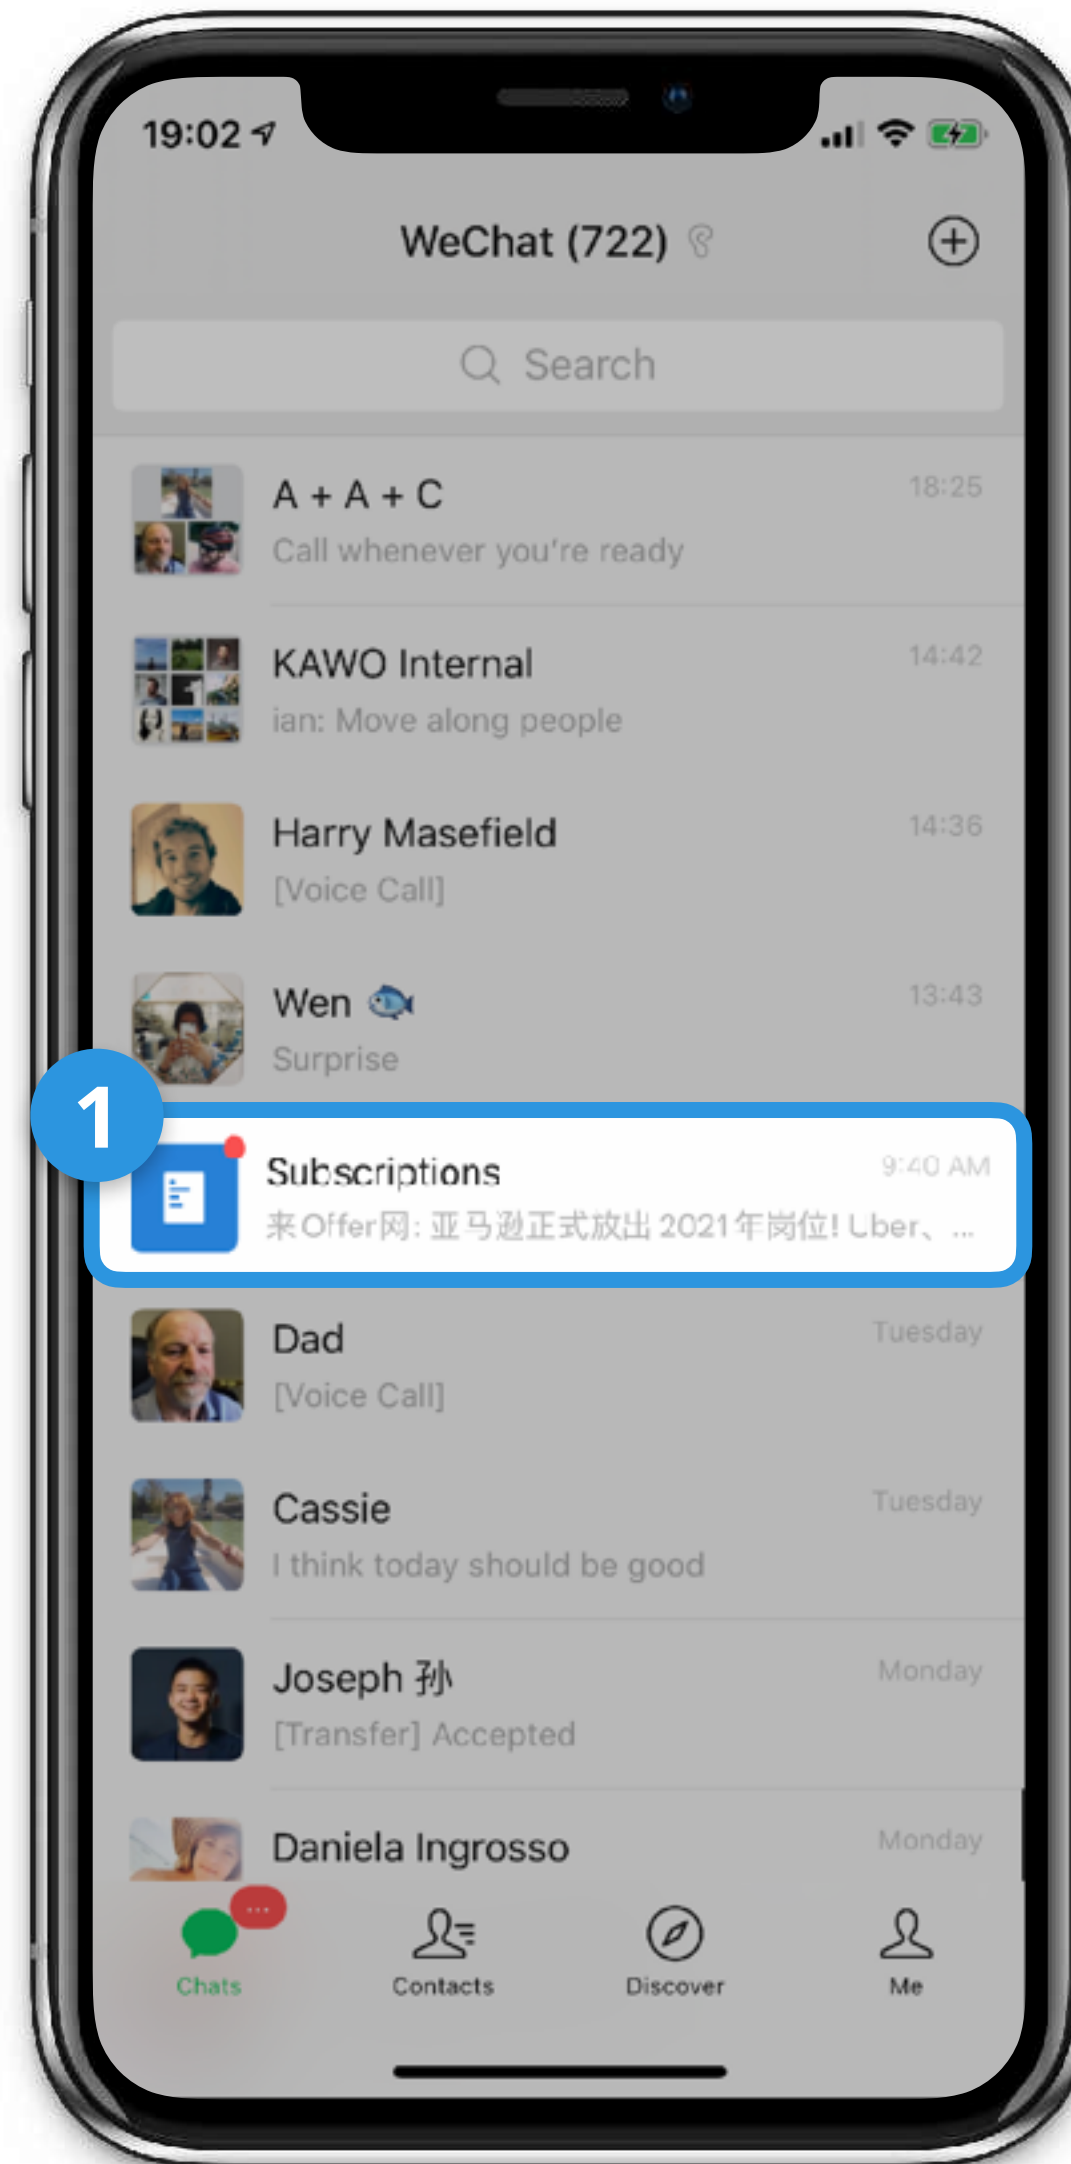 19:02
WeChat (722)
Search
A + A + C
18:25
Call whenever you're ready
KAWO Internal
14:42
ian: Move along people
Harry Masefield
14:36
[Voice Call]
Wen
13:43
Surprise
1
Subscriptions
9:40 AM
来Offer网: 亚马逊正式放出 2021年岗位! Uber、...
Dad
Tuesday
[Voice Call]
Cassie
Tuesday
I think today should be good
Joseph 孙
Monday
[Transfer] Accepted
Daniela Ingrosso
Monday
...
Chats
Contacts
Discover
Me